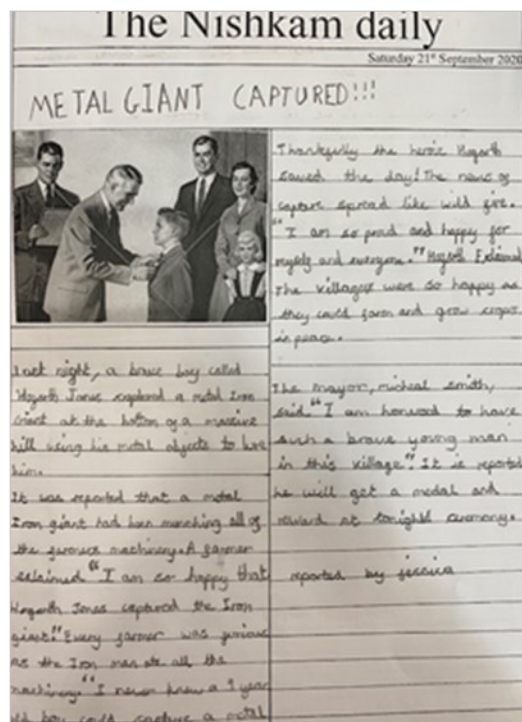 The Nishkam daily
Saturday 21st September 2020
METAL GIANT CAPTURED!!!
Last night, a brave boy called
Hogarth Jones captured a metal Iron
Giant at the bottom of a massive
hill using his metal objects to lure
him.
It was reported that a metal
Iron giant had been munching all of
the farmers machinery. A farmer
exlaimed "I am so happy that
Hogarth Jones captured the Iron
giant." Every farmer was furious
as the Iron man ate all the
machinery. "I never knew a 9 year
old boy could capture a metal
Thankfully the heroic Hogarth
saved the day! The news of
capture spread like wild fire.
"I am so proud and happy for
myself and everyone." Hogarth
The villages were so happy as
they could farm and grow crops
in peace.
The mayor, micheal smith,
said "I am honroud to have
such a brave young man
in this village". It is reported
he will get a medal and
reward at tonights ceromony.
reported by jessica